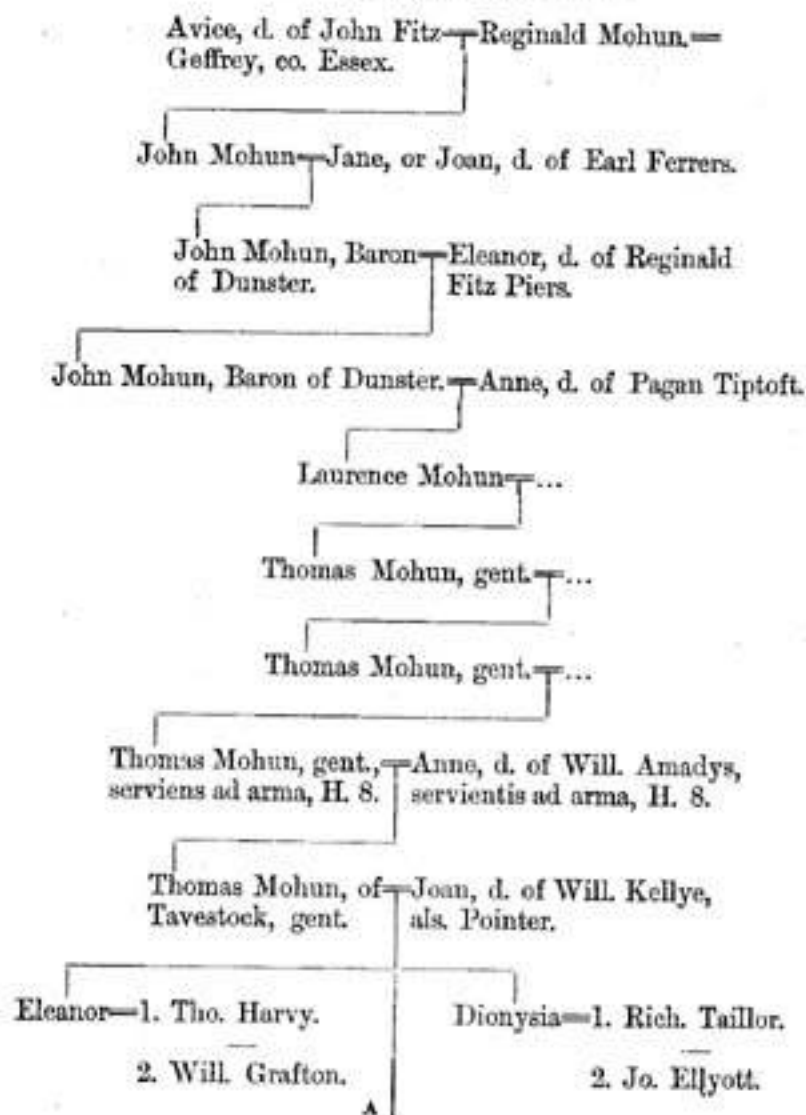 Avice, d. of John Fitz Reginald Mohun.
Geffrey, co. Essex.
John Mohun Jane, or Joan, d. of Earl Ferrers.
John Mohun, Baron Eleanor, d. of Reginald
of Dunster. Fitz Piers.
John Mohun, Baron of Dunster. Anne, d. of Pagan Tiptoft.
Laurence Mohun ...
Thomas Mohun, gent. ...
Thomas Mohun, gent. ...
Thomas Mohun, gent., Anne, d. of Will. Amadys,
serviens ad arma, H. 8. servientis ad arma, H. 8.
Thomas Mohun, of Joan, d. of Will. Kellye,
Tavestock, gent. als. Pointer.
Eleanor 1. Tho. Harvy. Dionysia 1. Rich. Taillor.
2. Will. Grafton. 2. Jo. Ellyott.
A